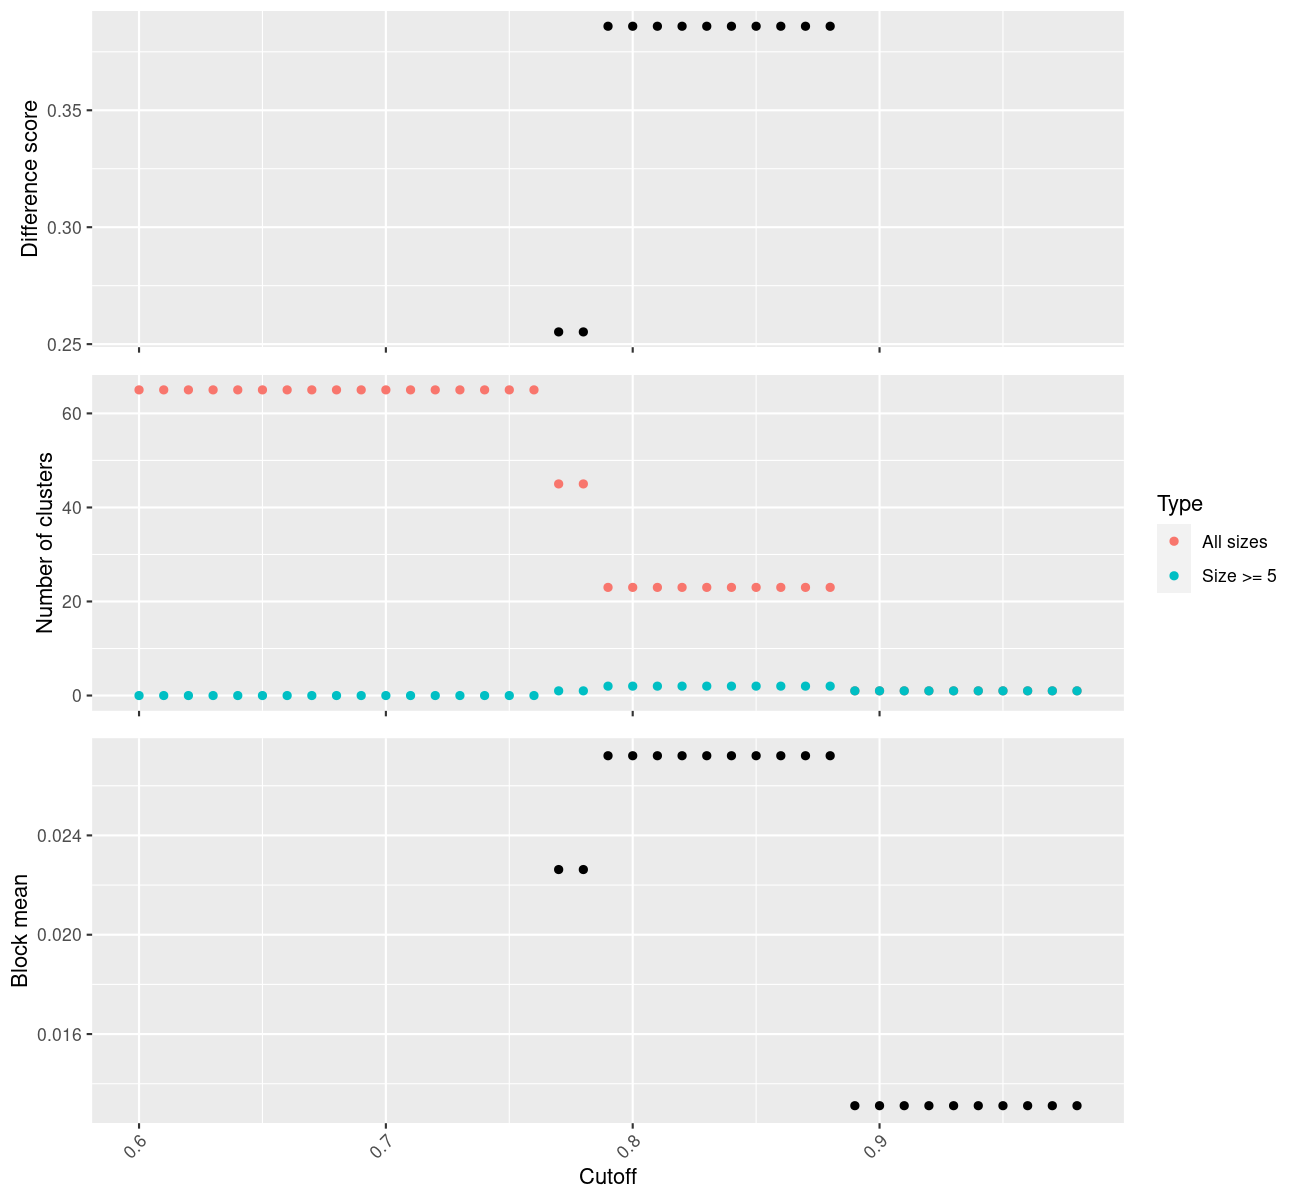 Difference score
0.35
0.30
0.25
Number of clusters
60
40
20
0
Type
All sizes
Size >= 5
Block mean
0.024
0.020
0.016
0.6
0.7
0.8
0.9
Cutoff